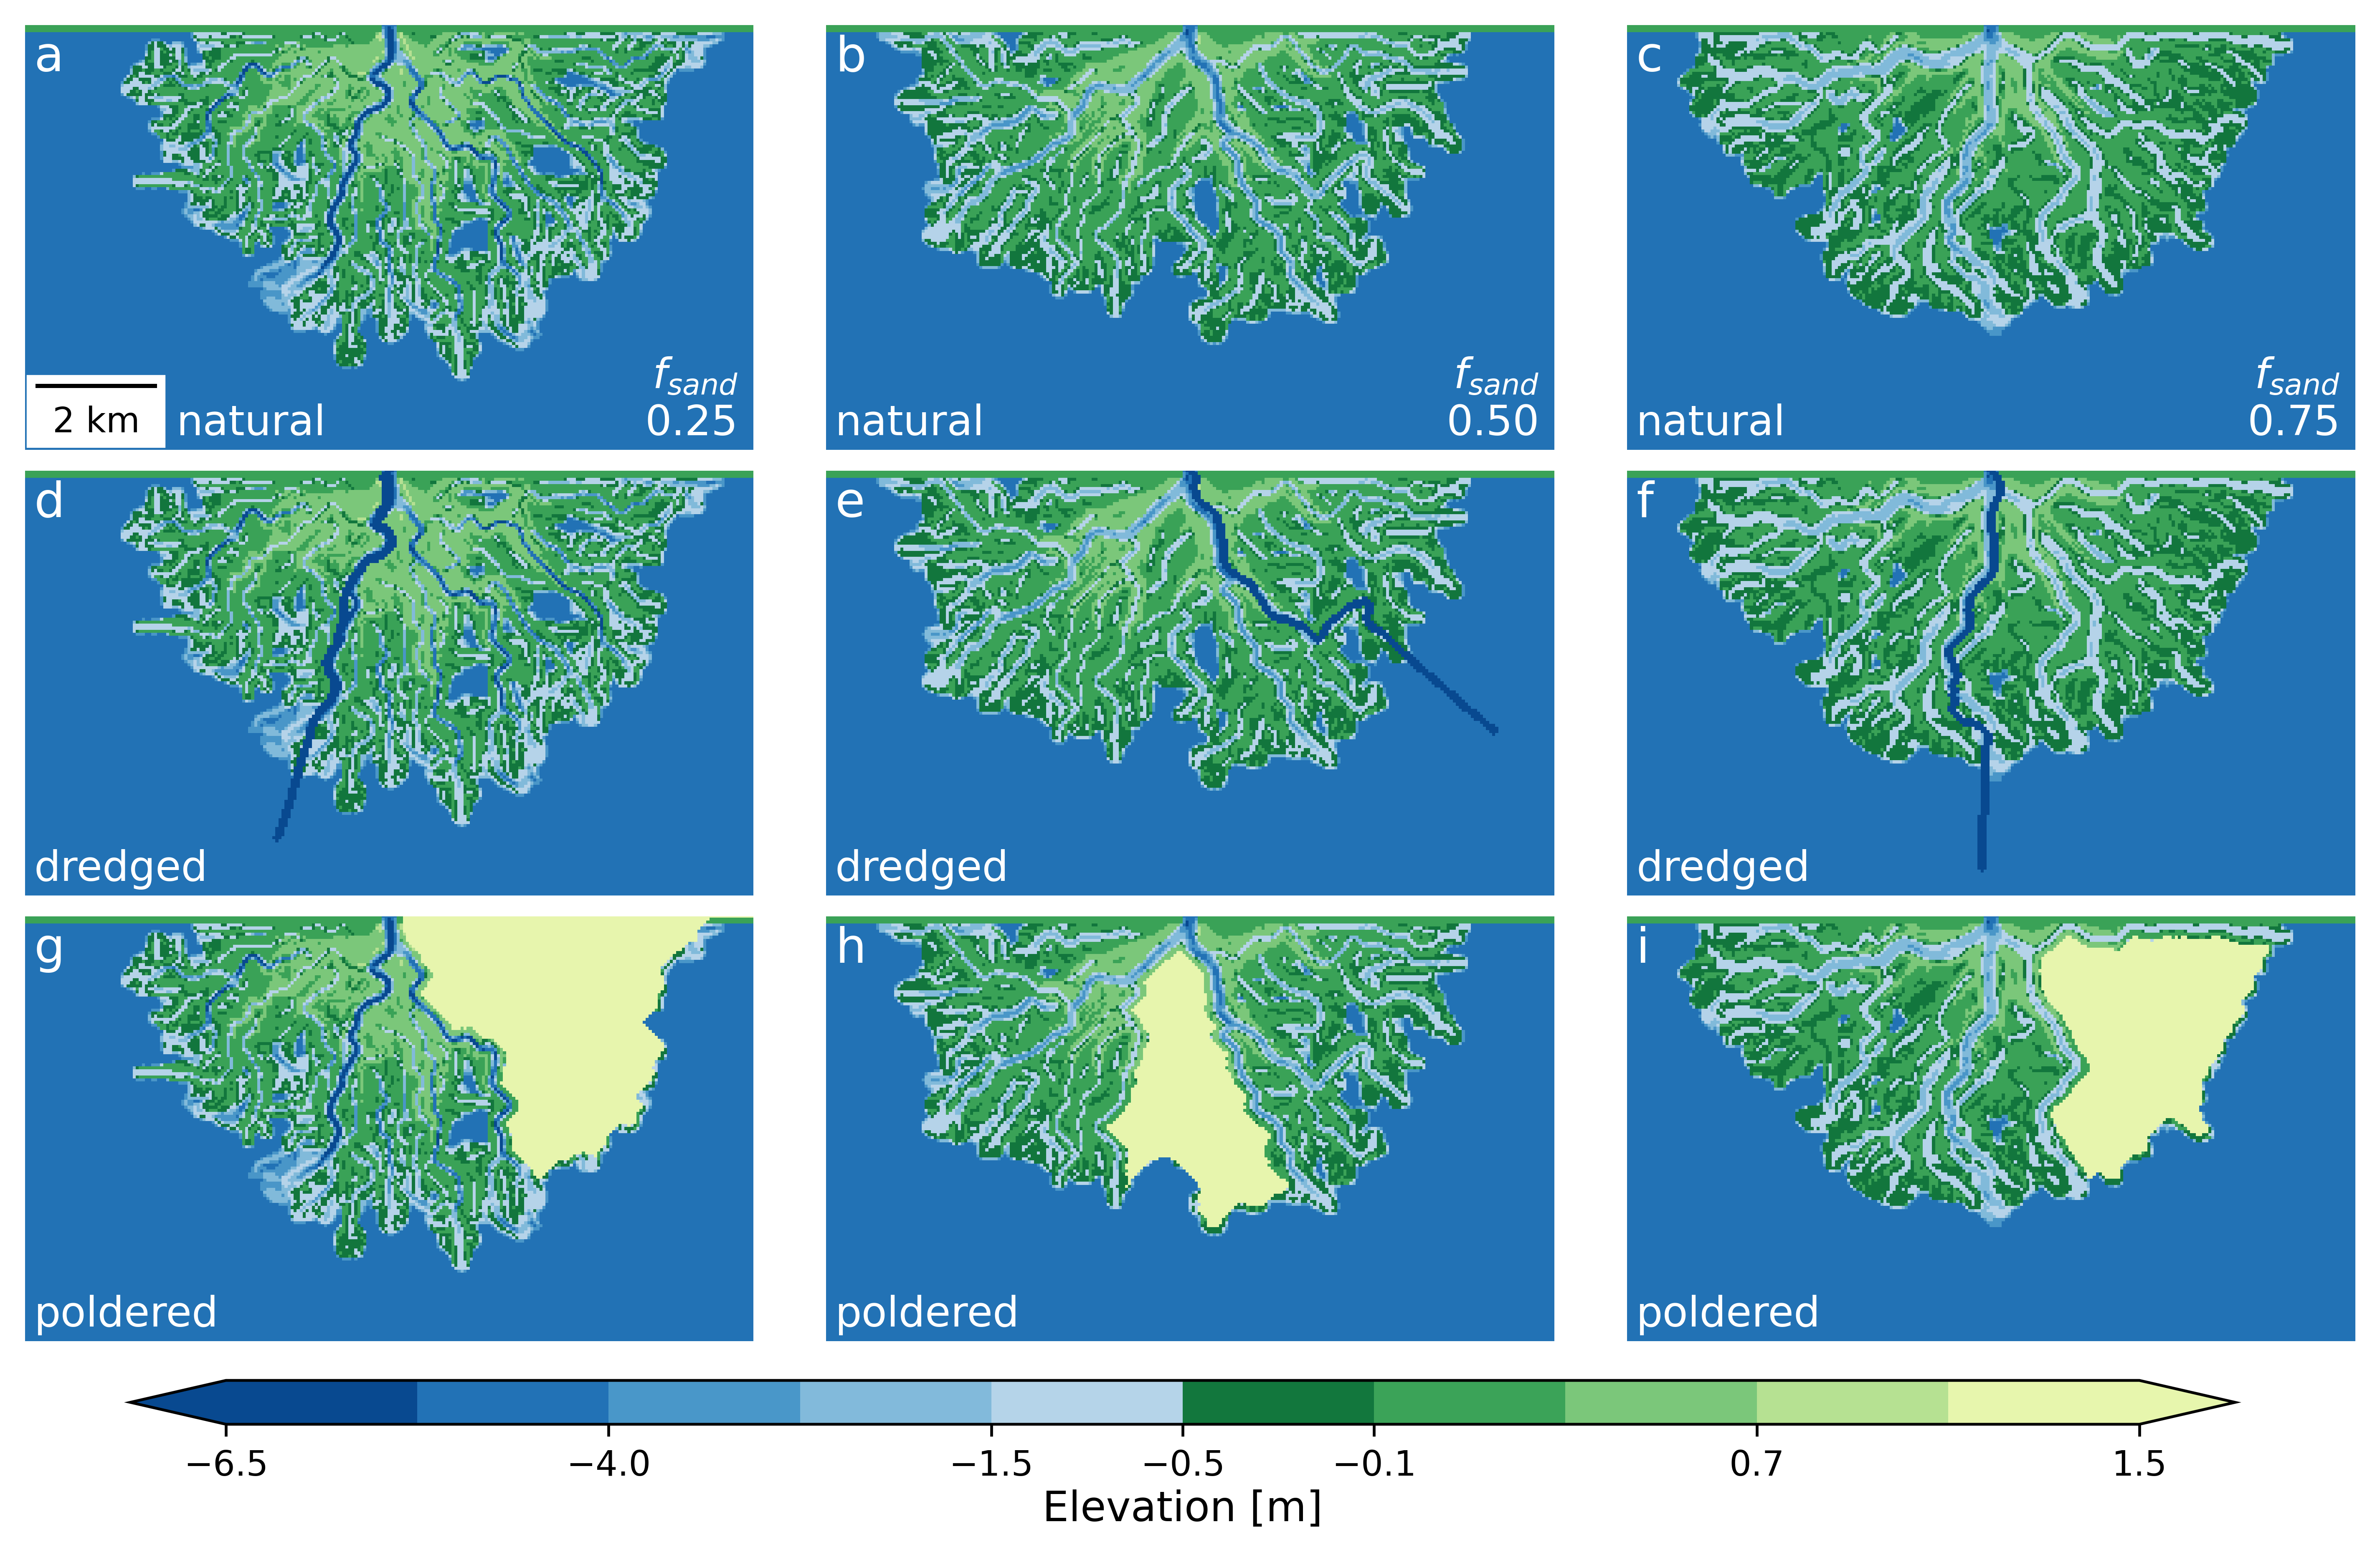 a
2 km
natural
f_sand
0.25
b
natural
f_sand
0.50
c
natural
f_sand
0.75
d
dredged
e
dredged
f
dredged
g
poldered
h
poldered
i
poldered
−6.5 −4.0 −1.5 −0.5 −0.1 0.7 1.5
Elevation [m]